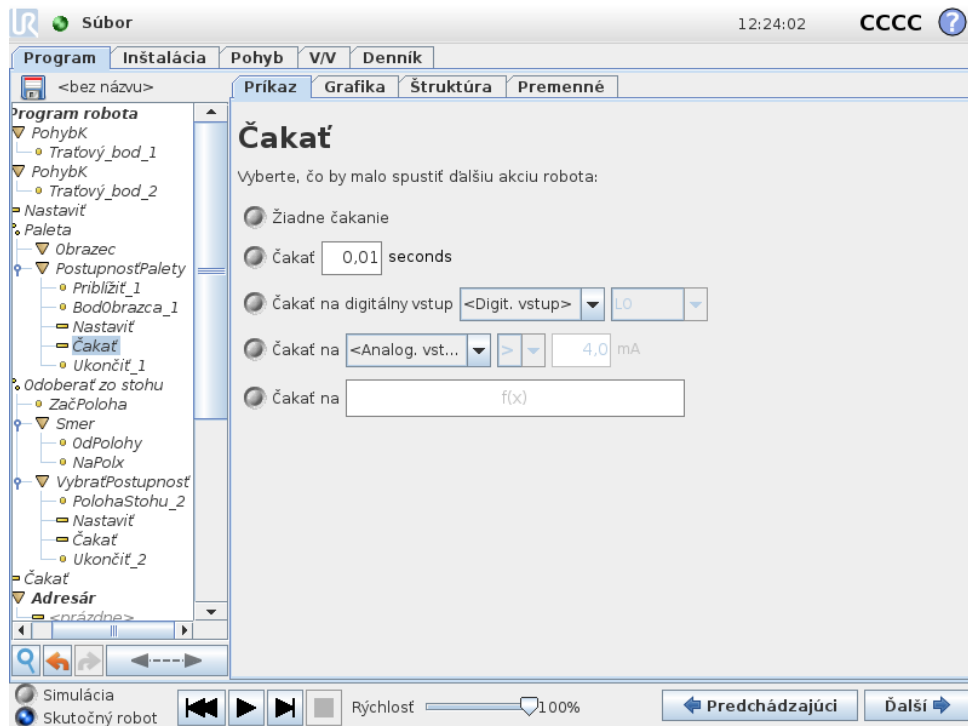 UR Súbor 12:24:02 CCCC ?
Program Inštalácia Pohyb V/V Denník
<bez názvu> Príkaz Grafika Štruktúra Premenné
Program robota
PohybK
Traťový_bod_1
PohybK
Traťový_bod_2
Nastaviť
Paleta
Obrazec
PostupnosťPalety
Priblížiť_1
BodObrazca_1
Nastaviť
Čakať
Ukončiť_1
Odoberať zo stohu
ZačPoloha
Smer
OdPolohy
NaPolx
VybraťPostupnosť
PolohaStohu_2
Nastaviť
Čakať
Ukončiť_2
Čakať
Adresár
<prázdne>
Čakať
Vyberte, čo by malo spustiť ďalšiu akciu robota:
Žiadne čakanie
Čakať 0,01 seconds
Čakať na digitálny vstup <Digit. vstup> LO
Čakať na <Analog. vst... > 4,0 mA
Čakať na f(x)
Simulácia
Skutočný robot
Rýchlosť 100%
Predchádzajúci Ďalší